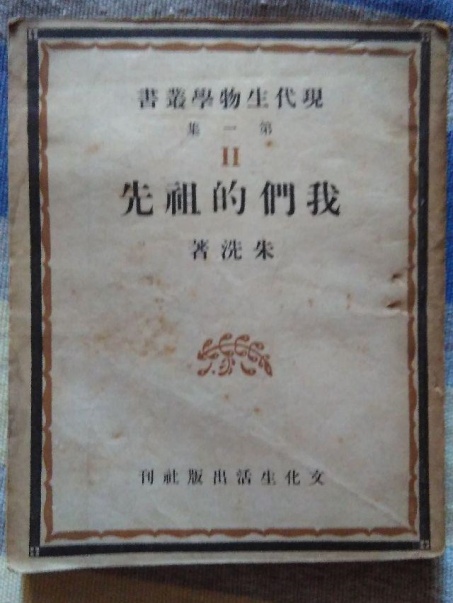 現代生物學叢書
第一集
II
我們的祖先
朱洗著
文化生活出版社刊